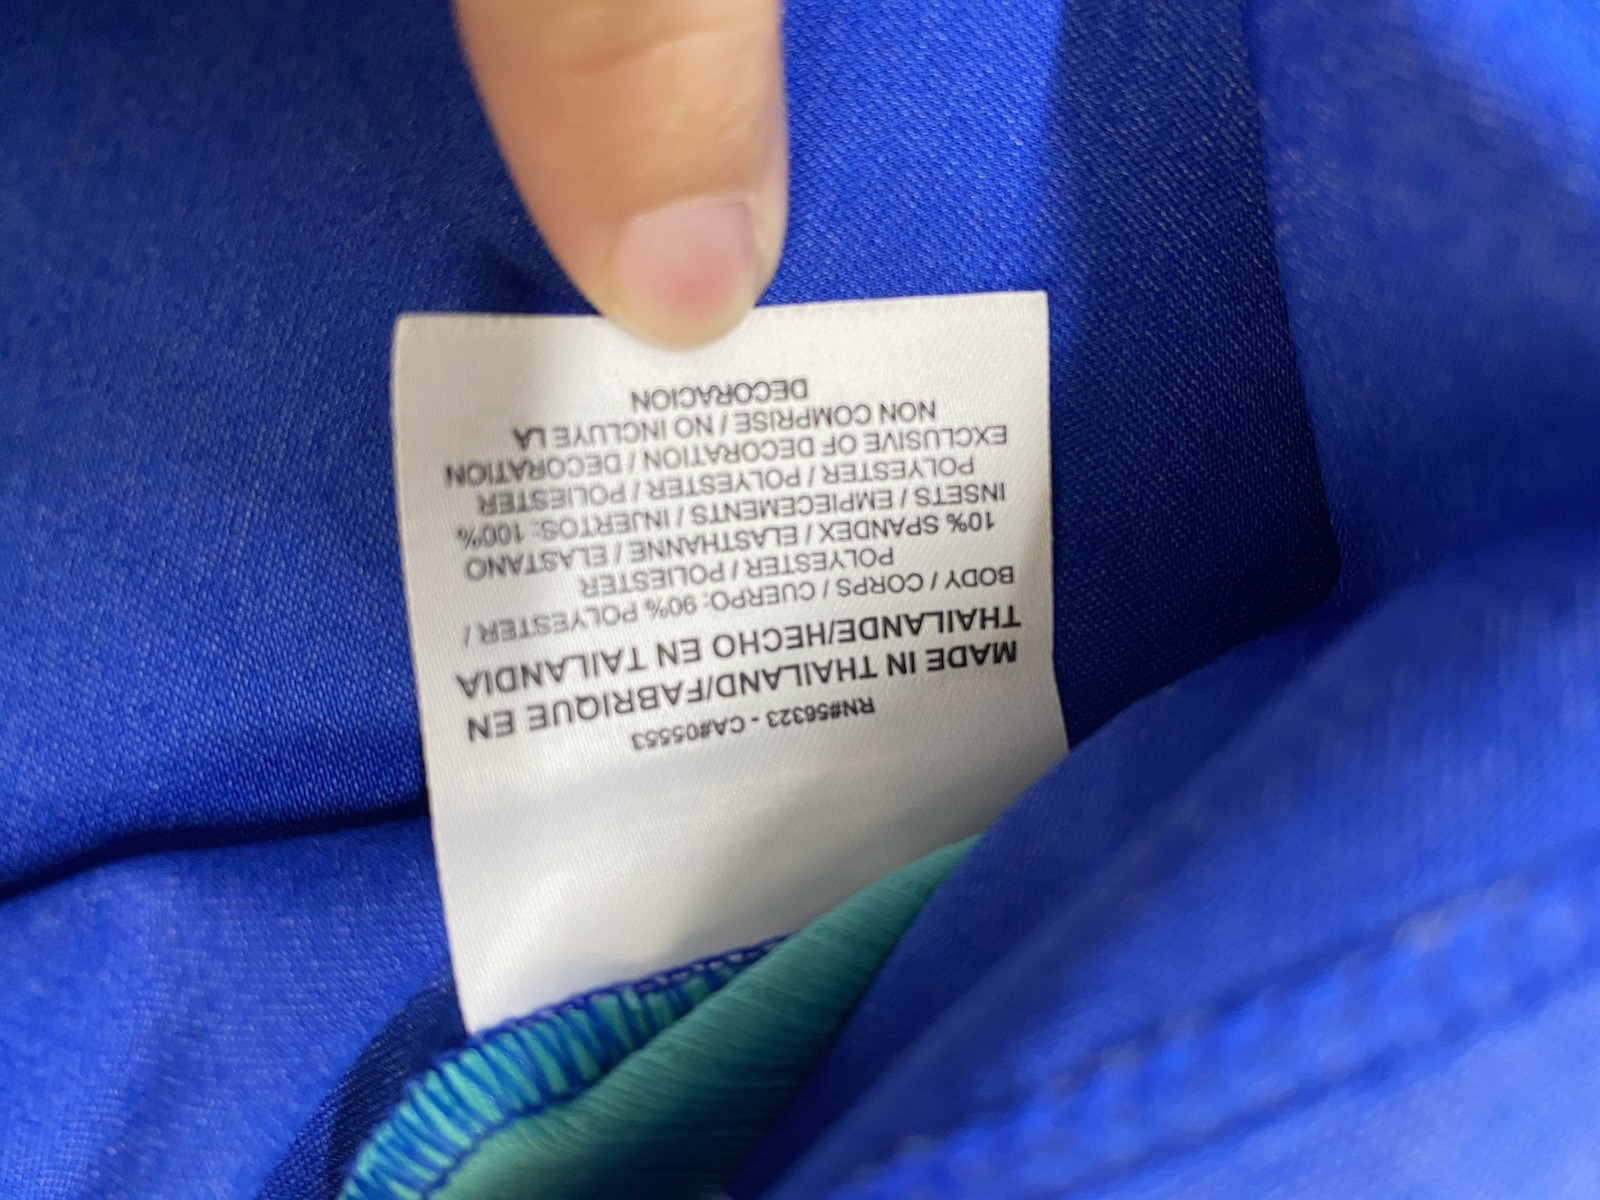 RN#56323 - CA#05553
MADE IN THAILAND/FABRIQUE EN
THAILANDE/HECHO EN TAILANDIA
BODY / CORPS / CUERPO: 90% POLYESTER /
POLYESTER / POLIESTER
10% SPANDEX / ELASTHANNE / ELASTANO
INSETS / EMPIECEMENTS / INJERTOS: 100%
POLYESTER / POLYESTER / POLIESTER
EXCLUSIVE OF DECORATION / DECORATION
NON COMPRISE / NO INCLUYE LA
DECORACION